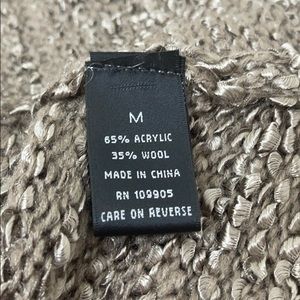 M
65% ACRYLIC
35% WOOL
MADE IN CHINA
RN 109905
CARE ON REVERSE